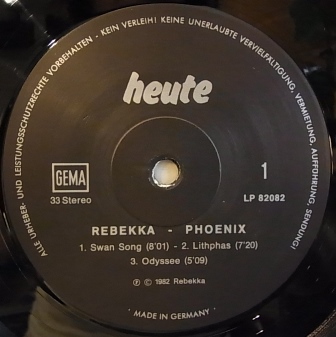 ALLE URHEBER- UND LEISTUNGSSCHUTZRECHTE VORBEHALTEN - KEIN VERLEIH! KEINE UNERLAUBTE VERVIELFÄLTIGUNG, VERMIETUNG, AUFFÜHRUNG, SENDUNG!
heute
GEMA
33 Stereo
1
LP 82082
REBEKKA - PHOENIX
1. Swan Song (8'01) - 2. Lithphas (7'20)
3. Odyssee (5'09)
Ⓟ © 1982 Rebekka
· MADE IN GERMANY ·